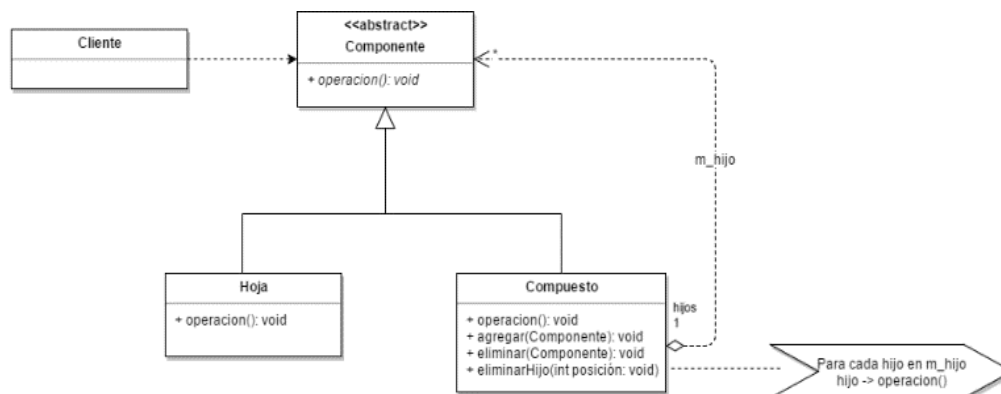 Cliente
<<abstract>>
Componente
+ operacion(): void
*
m_hijo
Hoja
+ operacion(): void
Compuesto
+ operacion(): void
+ agregar(Componente): void
+ eliminar(Componente): void
+ eliminarHijo(int posición: void)
hijos
1
Para cada hijo en m_hijo
hijo -> operacion()